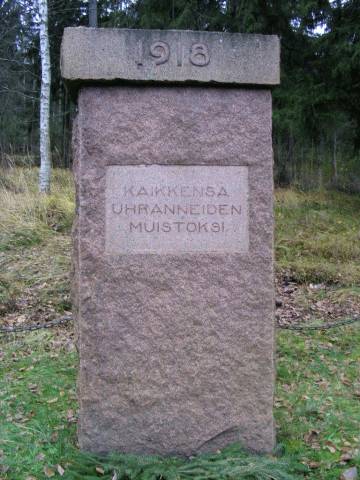 1918
KAIKKENSA
UHRANNEIDEN
MUISTOKSI